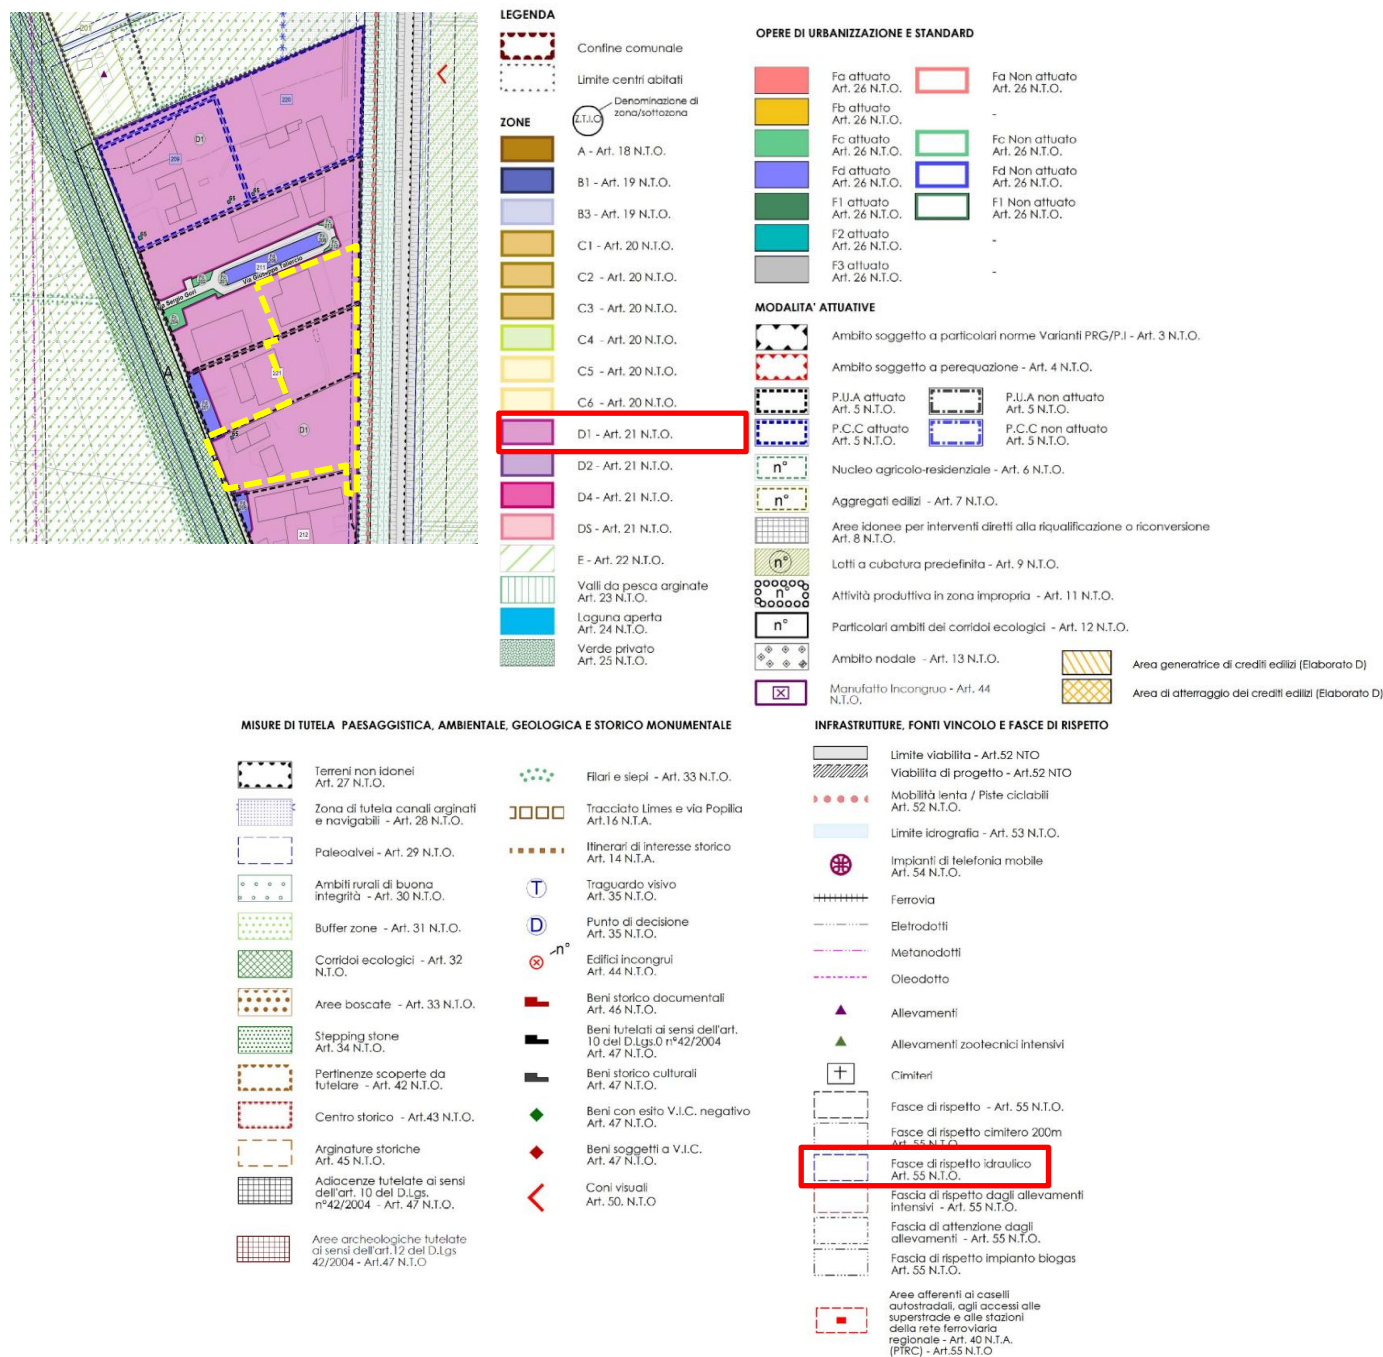 201
220
D1
209
Via Sergio Gori
Via Giuseppe Taliercio
211
221
D1
A
212
LEGENDA
Confine comunale
Limite centri abitati
Z.T.I.O
Denominazione di
zona/sottozona
ZONE
A - Art. 18 N.T.O.
B1 - Art. 19 N.T.O.
B3 - Art. 19 N.T.O.
C1 - Art. 20 N.T.O.
C2 - Art. 20 N.T.O.
C3 - Art. 20 N.T.O.
C4 - Art. 20 N.T.O.
C5 - Art. 20 N.T.O.
C6 - Art. 20 N.T.O.
D1 - Art. 21 N.T.O.
D2 - Art. 21 N.T.O.
D4 - Art. 21 N.T.O.
DS - Art. 21 N.T.O.
E - Art. 22 N.T.O.
Valli da pesca arginate
Art. 23 N.T.O.
Laguna aperta
Art. 24 N.T.O.
Verde privato
Art. 25 N.T.O.
OPERE DI URBANIZZAZIONE E STANDARD
Fa attuato
Art. 26 N.T.O.
Fa Non attuato
Art. 26 N.T.O.
Fb attuato
Art. 26 N.T.O.
-
Fc attuato
Art. 26 N.T.O.
Fc Non attuato
Art. 26 N.T.O.
Fd attuato
Art. 26 N.T.O.
Fd Non attuato
Art. 26 N.T.O.
F1 attuato
Art. 26 N.T.O.
F1 Non attuato
Art. 26 N.T.O.
F2 attuato
Art. 26 N.T.O.
-
F3 attuato
Art. 26 N.T.O.
-
MODALITA' ATTUATIVE
Ambito soggetto a particolari norme Varianti PRG/P.I - Art. 3 N.T.O.
Ambito soggetto a perequazione - Art. 4 N.T.O.
P.U.A attuato
Art. 5 N.T.O.
P.U.A non attuato
Art. 5 N.T.O.
P.C.C attuato
Art. 5 N.T.O.
P.C.C non attuato
Art. 5 N.T.O.
n°
Nucleo agricolo-residenziale - Art. 6 N.T.O.
n°
Aggregati edilizi - Art. 7 N.T.O.
Aree idonee per interventi diretti alla riqualificazione o riconversione
Art. 8 N.T.O.
n°
Lotti a cubatura predefinita - Art. 9 N.T.O.
n°
Attività produttiva in zona impropria - Art. 11 N.T.O.
n°
Particolari ambiti dei corridoi ecologici - Art. 12 N.T.O.
Ambito nodale - Art. 13 N.T.O.
Manufatto Incongruo - Art. 44
N.T.O.
Area generatrice di crediti edilizi (Elaborato D)
Area di atterraggio dei crediti edilizi (Elaborato D)
MISURE DI TUTELA PAESAGGISTICA, AMBIENTALE, GEOLOGICA E STORICO MONUMENTALE
Terreni non idonei
Art. 27 N.T.O.
Zona di tutela canali arginati
e navigabili - Art. 28 N.T.O.
Paleoalvei - Art. 29 N.T.O.
Ambiti rurali di buona
integrità - Art. 30 N.T.O.
Buffer zone - Art. 31 N.T.O.
Corridoi ecologici - Art. 32
N.T.O.
Aree boscate - Art. 33 N.T.O.
Stepping stone
Art. 34 N.T.O.
Pertinenze scoperte da
tutelare - Art. 42 N.T.O.
Centro storico - Art.43 N.T.O.
Arginature storiche
Art. 45 N.T.O.
Adiacenze tutelate ai sensi
dell'art. 10 del D.Lgs.
n°42/2004 - Art. 47 N.T.O.
Aree archeologiche tutelate
ai sensi dell'art.12 del D.Lgs
42/2004 - Art.47 N.T.O
Filari e siepi - Art. 33 N.T.O.
Tracciato Limes e via Popilia
Art.16 N.T.A.
Itinerari di interesse storico
Art. 14 N.T.A.
T
Traguardo visivo
Art. 35 N.T.O.
D
Punto di decisione
Art. 35 N.T.O.
n°
Edifici incongrui
Art. 44 N.T.O.
Beni storico documentali
Art. 46 N.T.O.
Beni tutelati ai sensi dell'art.
10 del D.Lgs.0 n°42/2004
Art. 47 N.T.O.
Beni storico culturali
Art. 47 N.T.O.
Beni con esito V.I.C. negativo
Art. 47 N.T.O.
Beni soggetti a V.I.C.
Art. 47 N.T.O.
Coni visuali
Art. 50. N.T.O
INFRASTRUTTURE, FONTI VINCOLO E FASCE DI RISPETTO
Limite viabilita - Art.52 NTO
Viabilita di progetto - Art.52 NTO
Mobilità lenta / Piste ciclabili
Art. 52 N.T.O.
Limite idrografia - Art. 53 N.T.O.
Impianti di telefonia mobile
Art. 54 N.T.O.
Ferrovia
Eletrodotti
Metanodotti
Oleodotto
Allevamenti
Allevamenti zootecnici intensivi
Cimiteri
Fasce di rispetto - Art. 55 N.T.O.
Fasce di rispetto cimitero 200m
Art. 55 N.T.O
Fasce di rispetto idraulico
Art. 55 N.T.O.
Fascia di rispetto dagli allevamenti
intensivi - Art. 55 N.T.O.
Fascia di attenzione dagli
allevamenti - Art. 55 N.T.O.
Fascia di rispetto impianto biogas
Art. 55 N.T.O.
Aree afferenti ai caselli
autostradali, agli accessi alle
superstrade e alle stazioni
della rete ferroviaria
regionale - Art. 40 N.T.A.
(PTRC) - Art.55 N.T.O